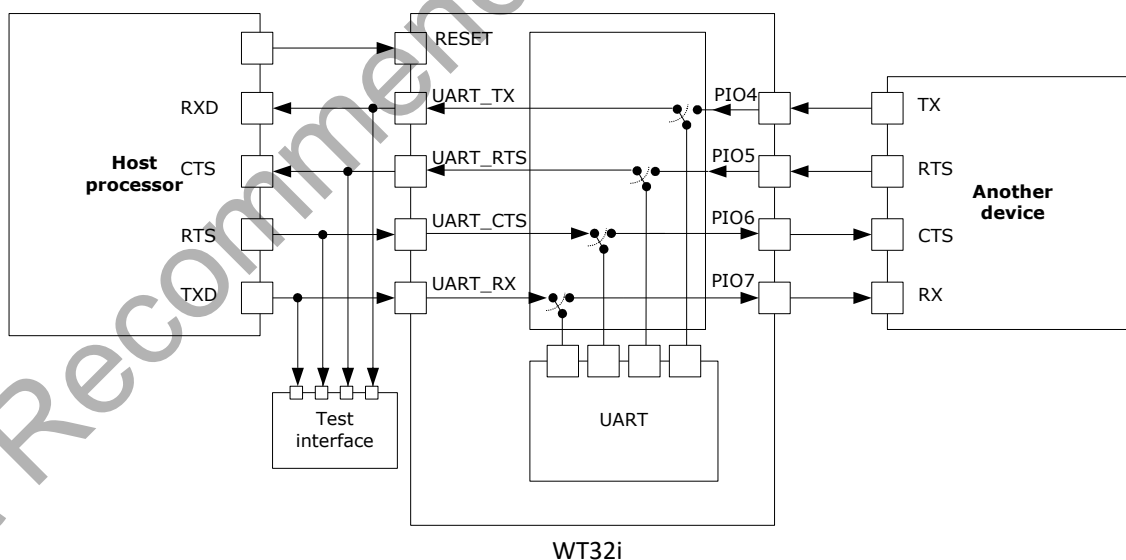 RESET
RXD
UART_TX
PIO4
TX
Host
processor
CTS
UART_RTS
PIO5
RTS
Another
device
RTS
UART_CTS
PIO6
CTS
TXD
UART_RX
PIO7
RX
Test
interface
UART
WT32i
Recommen